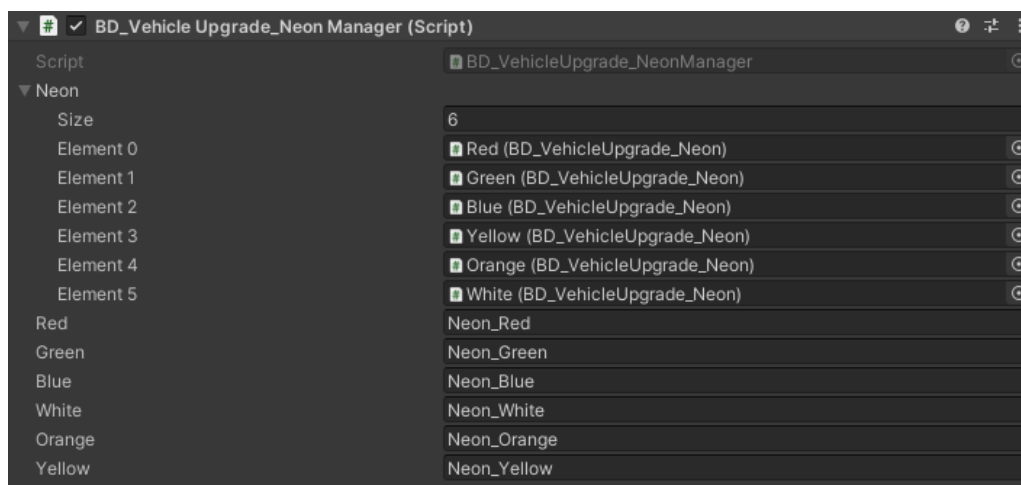 BD_Vehicle Upgrade_Neon Manager (Script)
Script BD_VehicleUpgrade_NeonManager
Neon
Size 6
Element 0 Red (BD_VehicleUpgrade_Neon)
Element 1 Green (BD_VehicleUpgrade_Neon)
Element 2 Blue (BD_VehicleUpgrade_Neon)
Element 3 Yellow (BD_VehicleUpgrade_Neon)
Element 4 Orange (BD_VehicleUpgrade_Neon)
Element 5 White (BD_VehicleUpgrade_Neon)
Red Neon_Red
Green Neon_Green
Blue Neon_Blue
White Neon_White
Orange Neon_Orange
Yellow Neon_Yellow